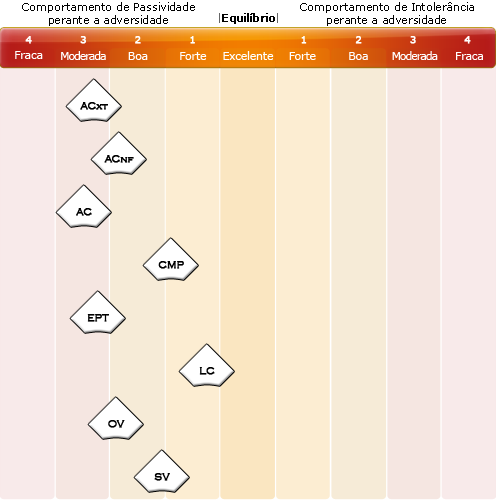 Comportamento de Passividade
perante a adversidade
|Equilíbrio|
Comportamento de Intolerância
perante a adversidade
4 3 2 1 1 2 3 4
Fraca Moderada Boa Forte Excelente Forte Boa Moderada Fraca
ACXT
ACNF
AC
CMP
EPT
LC
OV
SV